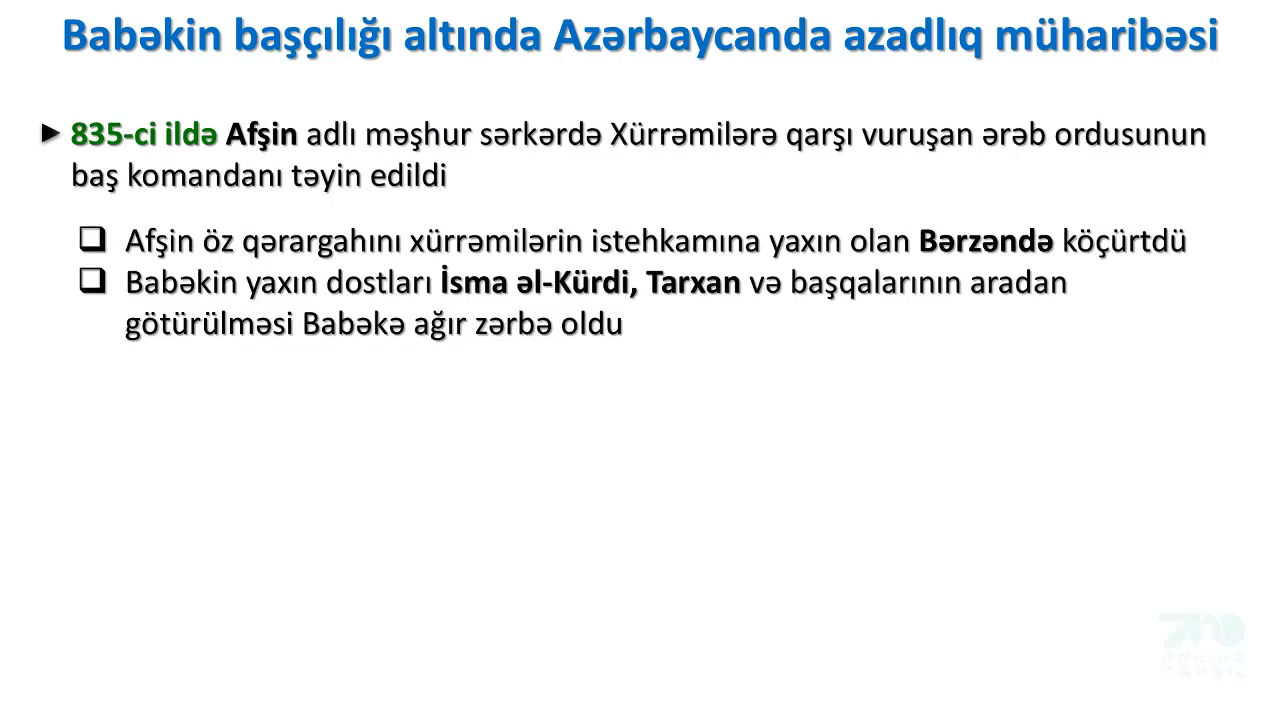 Babəkin başçılığı altında Azərbaycanda azadlıq müharibəsi
835-ci ildə Afşin adlı məşhur sərkərdə Xürrəmilərə qarşı vuruşan ərəb ordusunun
baş komandanı təyin edildi
Afşin öz qərargahını xürrəmilərin istehkamına yaxın olan Bərzəndə köçürtdü
Babəkin yaxın dostları İsma əl-Kürdi, Tarxan və başqalarının aradan
götürülməsi Babəkə ağır zərbə oldu